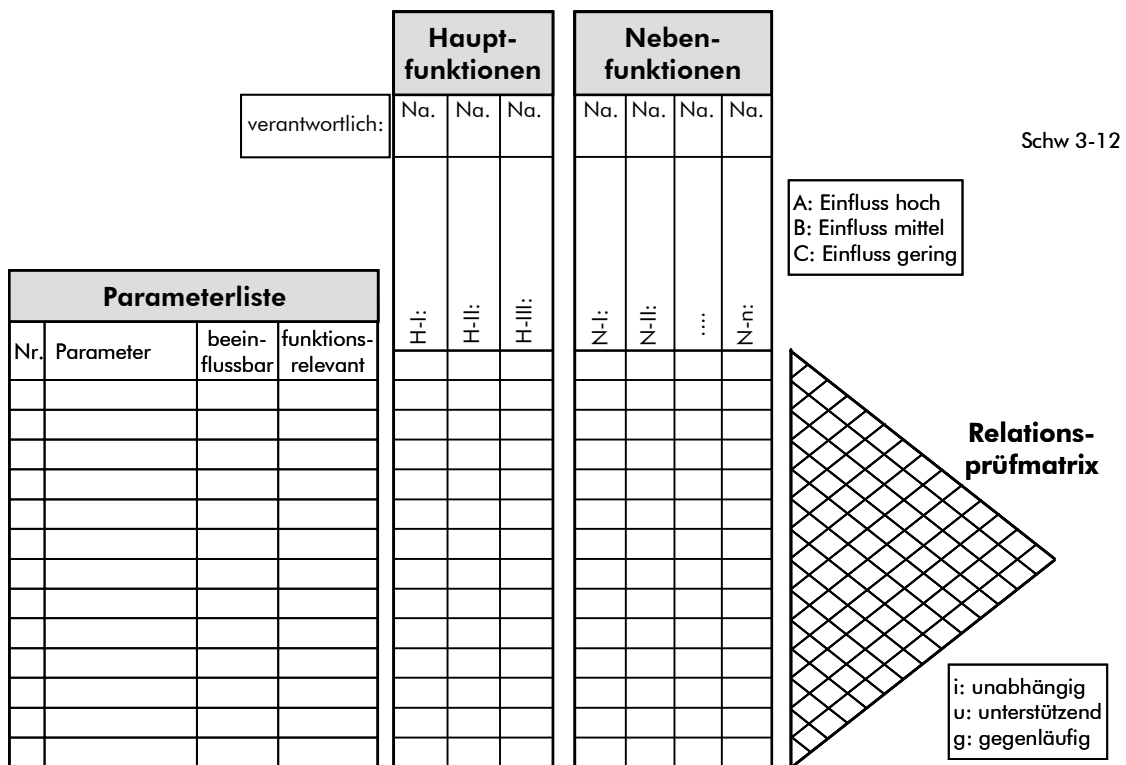 Haupt-
funktionen
Neben-
funktionen
verantwortlich:
Na. Na. Na.
Na. Na. Na. Na.
Schw 3-12
A: Einfluss hoch
B: Einfluss mittel
C: Einfluss gering
H-I:
H-II:
H-III:
N-I:
N-II:
....
N-n:
Parameterliste
Nr.
Parameter
beein-
flussbar
funktions-
relevant
Relations-
prüfmatrix
i: unabhängig
u: unterstützend
g: gegenläufig